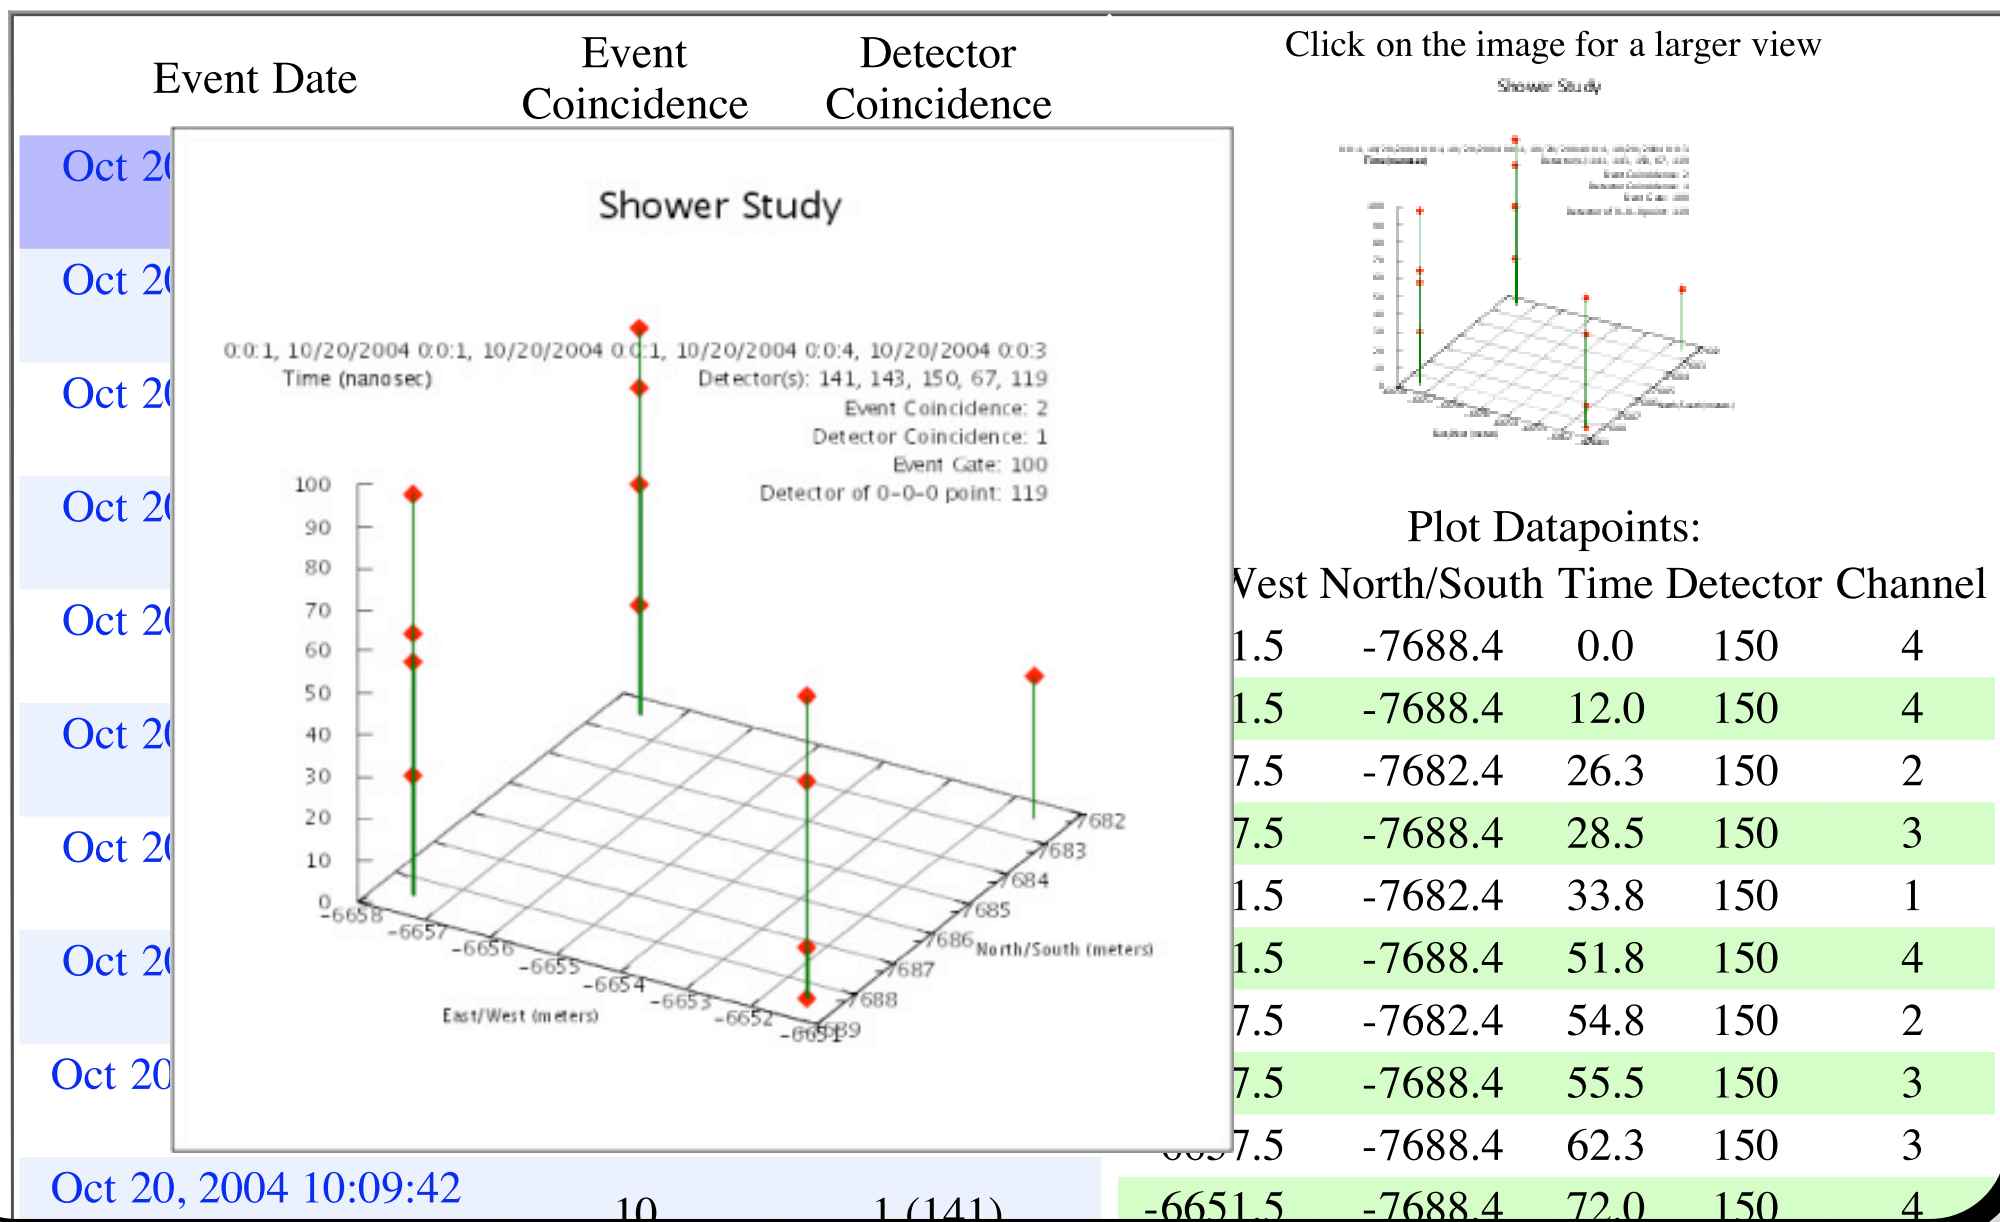 Event Date
Event
Coincidence
Detector
Coincidence
Click on the image for a larger view
Shower Study
Oct 20
Oct 20
Oct 20
Oct 20
Oct 20
Oct 20
Oct 20
Oct 20
Oct 20
Oct 20, 2004 10:09:42
10
1 (141)
Shower Study
0:0:1, 10/20/2004 0:0:1, 10/20/2004 0:0:1, 10/20/2004 0:0:4, 10/20/2004 0:0:3
Time (nanosec)
Detector(s): 141, 143, 150, 67, 119
Event Coincidence: 2
Detector Coincidence: 1
Event Gate: 100
Detector of 0-0-0 point: 119
100
90
80
70
60
50
40
30
20
10
0
-6658
-6657
-6656
-6655
-6654
-6653
-6652
-6651
East/West (meters)
-7682
-7683
-7684
-7685
-7686
-7687
-7688
North/South (meters)
Plot Datapoints:
West North/South Time Detector Channel
1.5 -7688.4 0.0 150 4
1.5 -7688.4 12.0 150 4
7.5 -7682.4 26.3 150 2
7.5 -7688.4 28.5 150 3
1.5 -7682.4 33.8 150 1
1.5 -7688.4 51.8 150 4
7.5 -7682.4 54.8 150 2
7.5 -7688.4 55.5 150 3
7.5 -7688.4 62.3 150 3
-6651.5 -7688.4 72.0 150 4